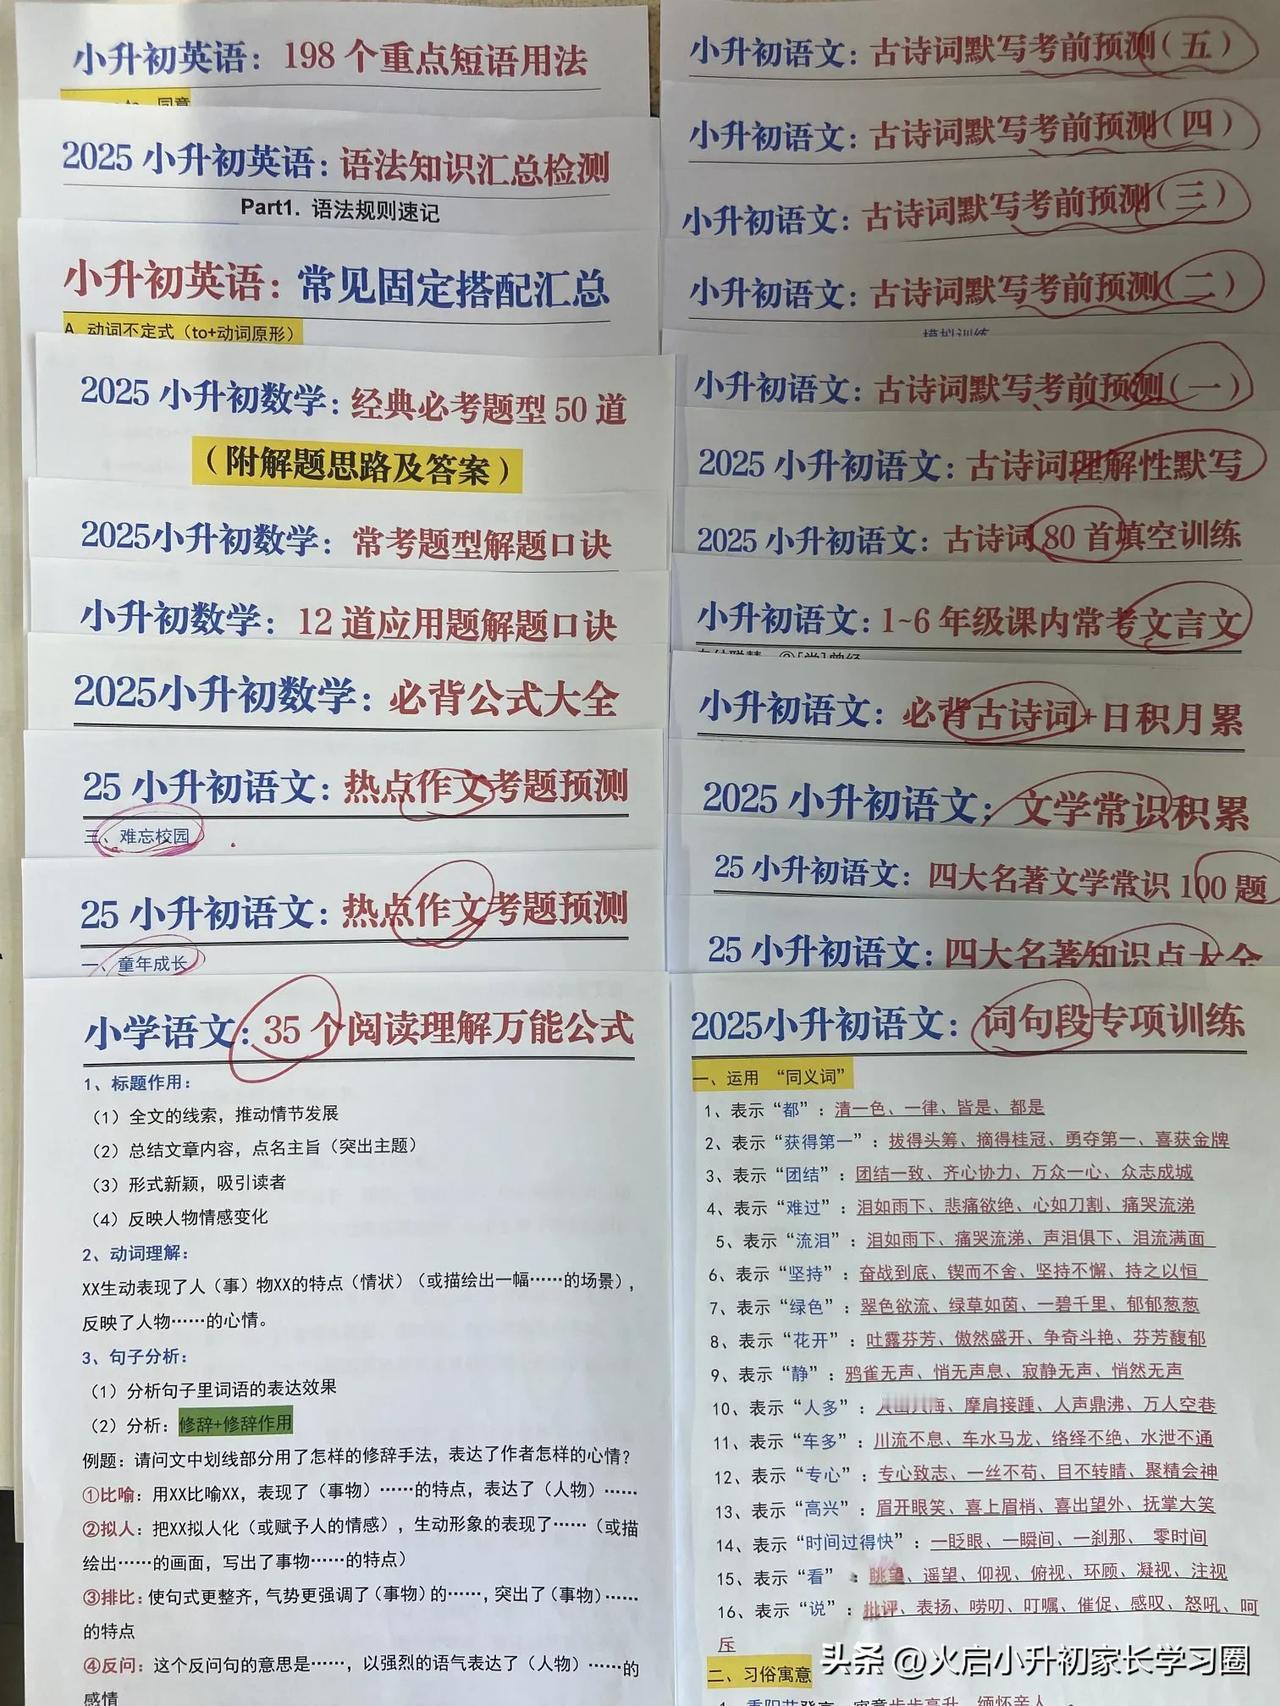 小升初英语：198 个重点短语用法
同意
2025 小升初英语：语法知识汇总检测
Part1. 语法规则速记
小升初英语：常见固定搭配汇总
A、动词不定式（to+动词原形）
2025 小升初数学：经典必考题型 50 道
（附解题思路及答案）
2025小升初数学：常考题型解题口诀
小升初数学：12 道应用题解题口诀
2025小升初数学：必背公式大全
25 小升初语文：热点作文考题预测
三、难忘校园
25 小升初语文：热点作文考题预测
一、童年成长
小学语文：35 个阅读理解万能公式
1、标题作用：
（1）全文的线索，推动情节发展
（2）总结文章内容，点名主旨（突出主题）
（3）形式新颖，吸引读者
（4）反映人物情感变化
2、动词理解：
XX生动表现了人（事）物XX的特点（情状）（或描绘出一幅……的场景），
反映了人物……的心情。
3、句子分析：
（1）分析句子里词语的表达效果
（2）分析：修辞+修辞作用
例题：请问文中划线部分用了怎样的修辞手法，表达了作者怎样的心情？
①比喻：用XX比喻XX，表现了（事物）……的特点，表达了（人物）……
②拟人：把XX拟人化（或赋予人的情感），生动形象的表现了……（或描
绘出……的画面，写出了事物……的特点）
③排比：使句式更整齐，气势更强调了（事物）的……，突出了（事物）……
的特点
④反问：这个反问句的意思是……，以强烈的语气表达了（人物）……的
感情
小升初语文：古诗词默写考前预测（五）
小升初语文：古诗词默写考前预测（四）
小升初语文：古诗词默写考前预测（三）
小升初语文：古诗词默写考前预测（二）
模拟训练
小升初语文：古诗词默写考前预测（一）
2025 小升初语文：古诗词理解性默写
2025 小升初语文：古诗词 80 首填空训练
小升初语文：1~6 年级课内常考文言文
小升初语文：必背古诗词+日积月累
2025 小升初语文：文学常识积累
25 小升初语文：四大名著文学常识 100 题
25 小升初语文：四大名著知识点大全
2025小升初语文：词句段专项训练
一、运用 “同义词”
1、表示“都”：清一色、一律、皆是、都是
2、表示“获得第一”：拔得头筹、摘得桂冠、勇夺第一、喜获金牌
3、表示“团结”：团结一致、齐心协力、万众一心、众志成城
4、表示“难过”：泪如雨下、悲痛欲绝、心如刀割、痛哭流涕
5、表示“流泪”：泪如雨下、痛哭流涕、声泪俱下、泪流满面
6、表示“坚持”：奋战到底、锲而不舍、坚持不懈、持之以恒
7、表示“绿色”：翠色欲流、绿草如茵、一碧千里、郁郁葱葱
8、表示“花开”：吐露芬芳、傲然盛开、争奇斗艳、芬芳馥郁
9、表示“静”：鸦雀无声、悄无声息、寂静无声、悄然无声
10、表示“人多”：人山人海、摩肩接踵、人声鼎沸、万人空巷
11、表示“车多”：川流不息、车水马龙、络绎不绝、水泄不通
12、表示“专心”：专心致志、一丝不苟、目不转睛、聚精会神
13、表示“高兴”：眉开眼笑、喜上眉梢、喜出望外、抚掌大笑
14、表示“时间过得快”：一眨眼、一瞬间、一刹那、零时间
15、表示“看”：眺望、遥望、仰视、俯视、环顾、凝视、注视
16、表示“说”：批评、表扬、唠叨、叮嘱、催促、感叹、怒吼、呵
斥
二、习俗寓意
头条 @火启小升初家长学习圈